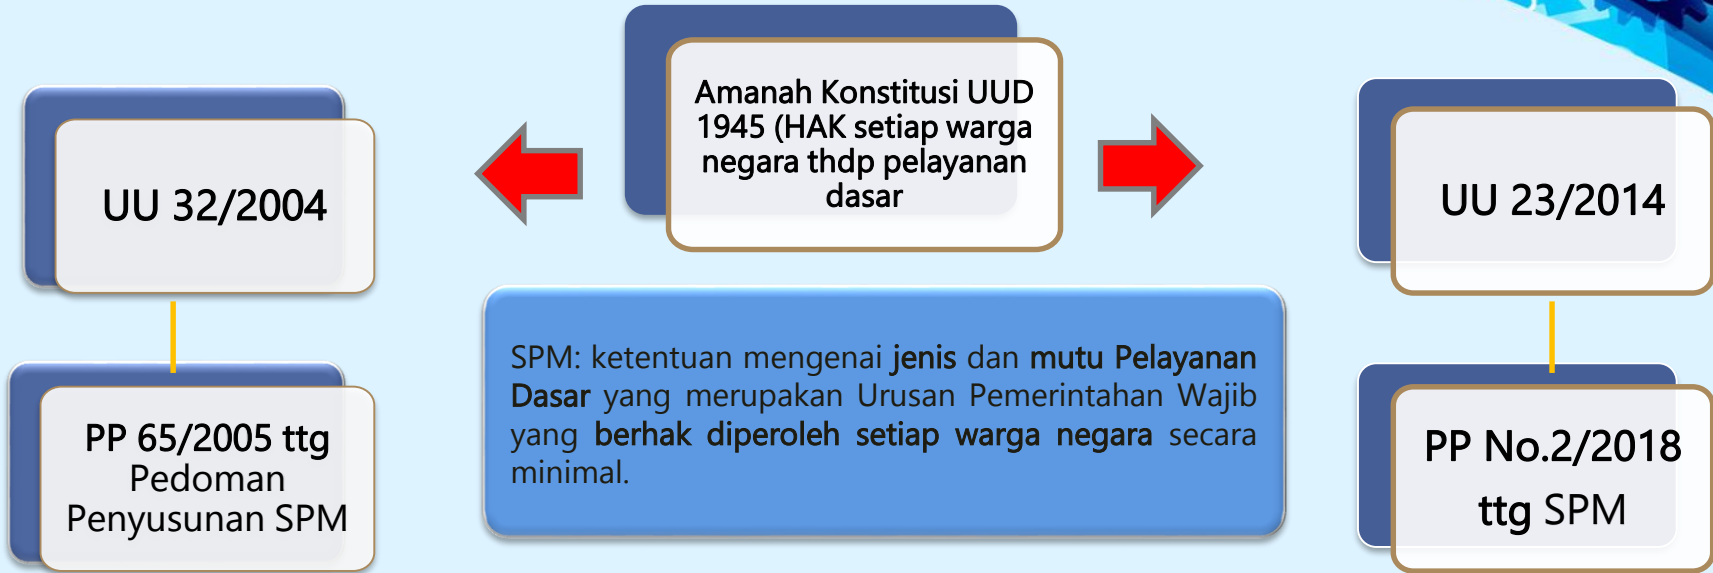 Amanah Konstitusi UUD
1945 (HAK setiap warga
negara thdp pelayanan
dasar
UU 32/2004
UU 23/2014
SPM: ketentuan mengenai jenis dan mutu Pelayanan
Dasar yang merupakan Urusan Pemerintahan Wajib
yang berhak diperoleh setiap warga negara secara
minimal.
PP 65/2005 ttg
Pedoman
Penyusunan SPM
PP No.2/2018
ttg SPM